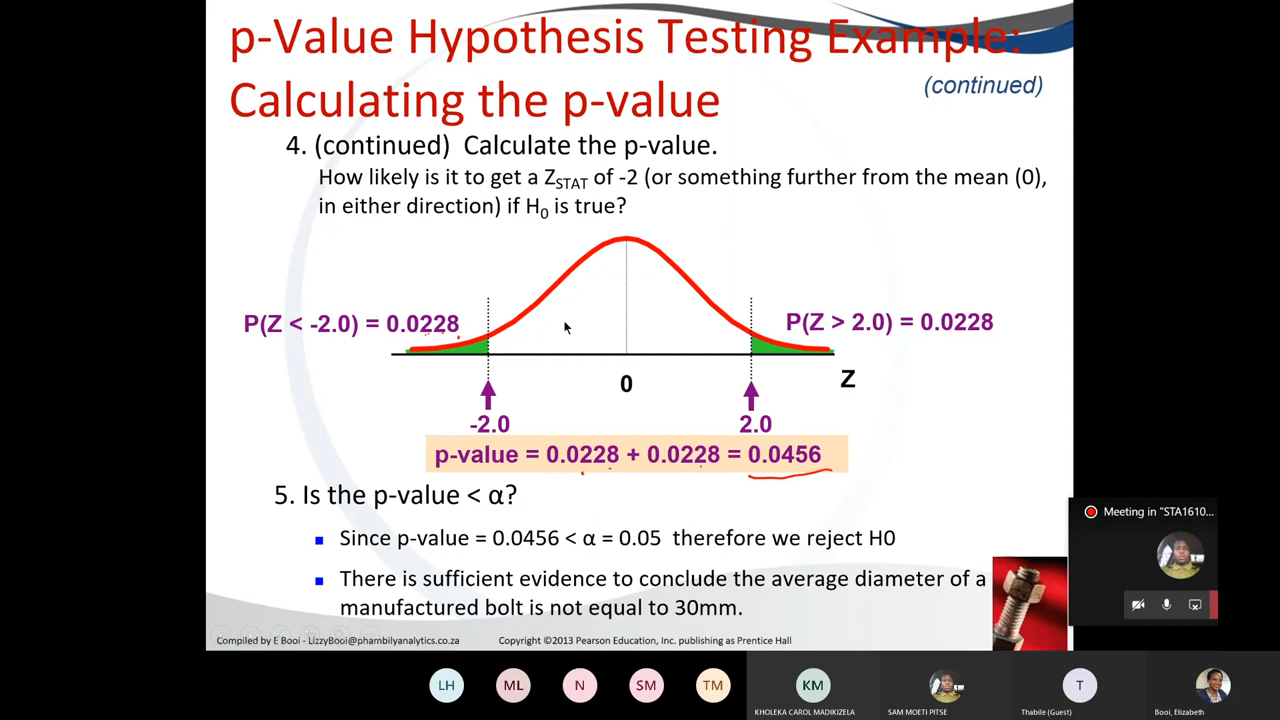 p-Value Hypothesis Testing Example:
(continued)
Calculating the p-value
4. (continued) Calculate the p-value.
How likely is it to get a ZSTAT of -2 (or something further from the mean (0),
in either direction) if H0 is true?
P(Z < -2.0) = 0.0228
P(Z > 2.0) = 0.0228
0
Z
-2.0
2.0
p-value = 0.0228 + 0.0228 = 0.0456
5. Is the p-value < α?
Since p-value = 0.0456 < α = 0.05 therefore we reject H0
There is sufficient evidence to conclude the average diameter of a
manufactured bolt is not equal to 30mm.
Compiled by E Booi - LizzyBooi@phambilyanalytics.co.za
Copyright ©2013 Pearson Education, Inc. publishing as Prentice Hall
Meeting in "STA1610...
LH
ML
N
SM
TM
KM
T
KHOLEKA CAROL MADIKIZELA
SAM MOETI PITSE
Thabile (Guest)
Booi, Elizabeth